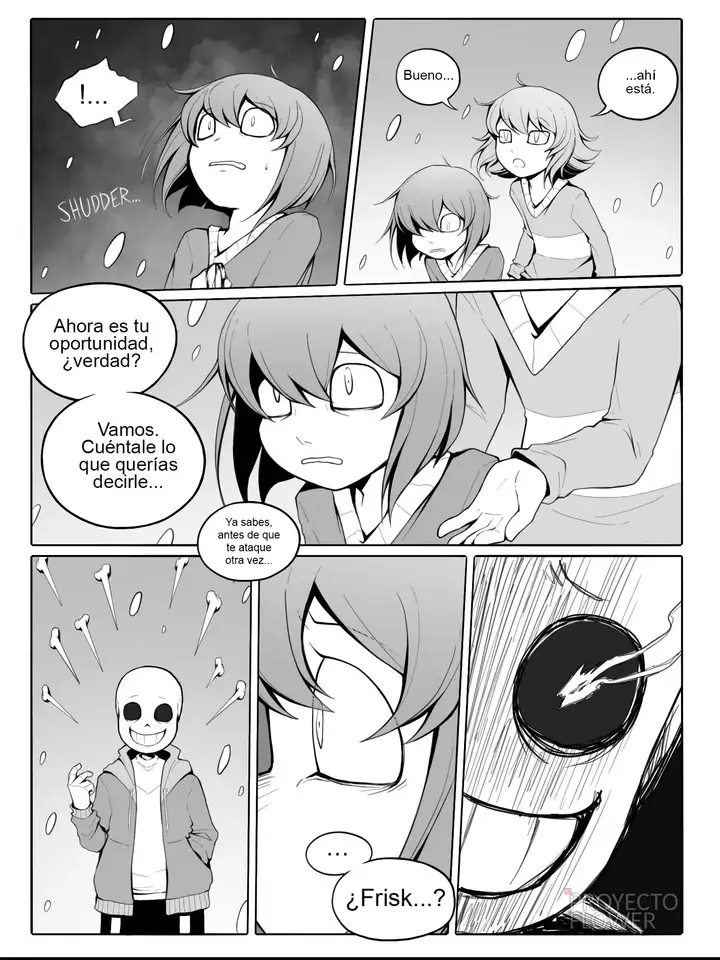 !...
SHUDDER...
Bueno...
...ahí
está.
Ahora es tu
oportunidad,
¿verdad?
Vamos.
Cuéntale lo
que querías
decirle...
Ya sabes,
antes de que
te ataque
otra vez...
...
¿Frisk...?
PROYECTO
FLOWER